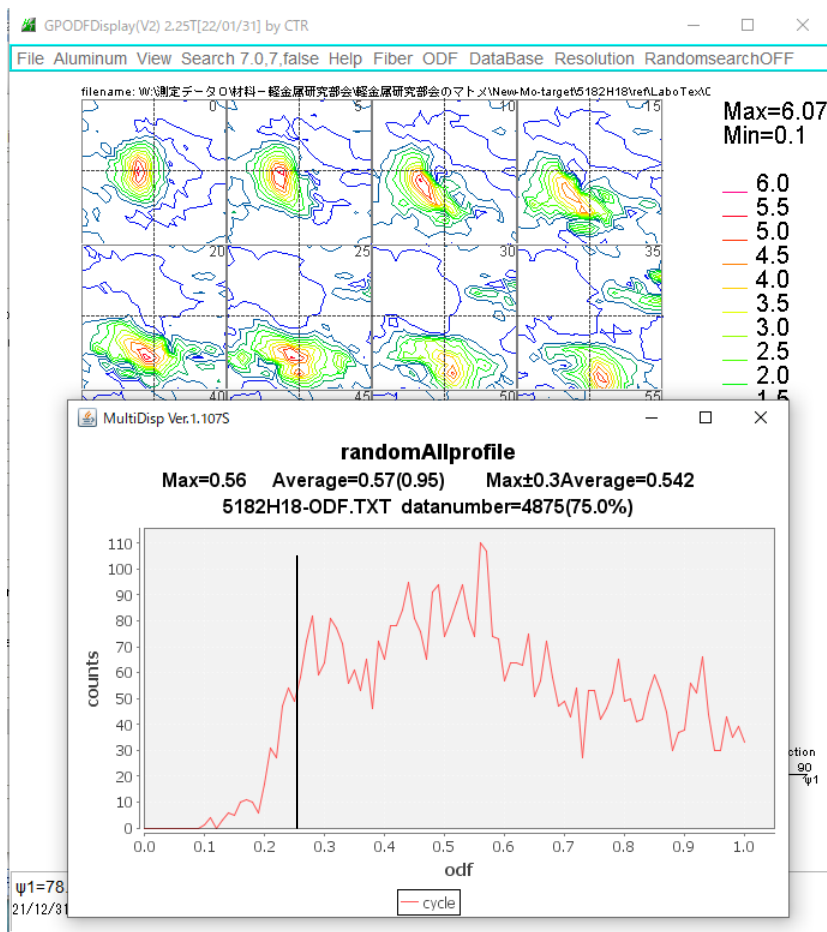 GPODFDisplay(V2) 2.25T[22/01/31] by CTR
File Aluminum View Search 7.0,7,false Help Fiber ODF DataBase Resolution RandomsearchOFF
filename: W:\測定データO\材料-軽金属研究部会\軽金属研究部会のマトメ\New-Mo-target\5182H18\ref\LaboTex\C
0 5 10 15
Max=6.07
Min=0.1
6.0
5.5
5.0
4.5
4.0
3.5
3.0
2.5
2.0
1.5
20 25 30 35
40 45 50 55
MultiDisp Ver.1.107S
randomAllprofile
Max=0.56 Average=0.57(0.95) Max±0.3Average=0.542
5182H18-ODF.TXT datanumber=4875(75.0%)
counts
110
100
90
80
70
60
50
40
30
20
10
0
0.0 0.1 0.2 0.3 0.4 0.5 0.6 0.7 0.8 0.9 1.0
odf
cycle
ction
90
ψ1
ψ1=78.
21/12/31